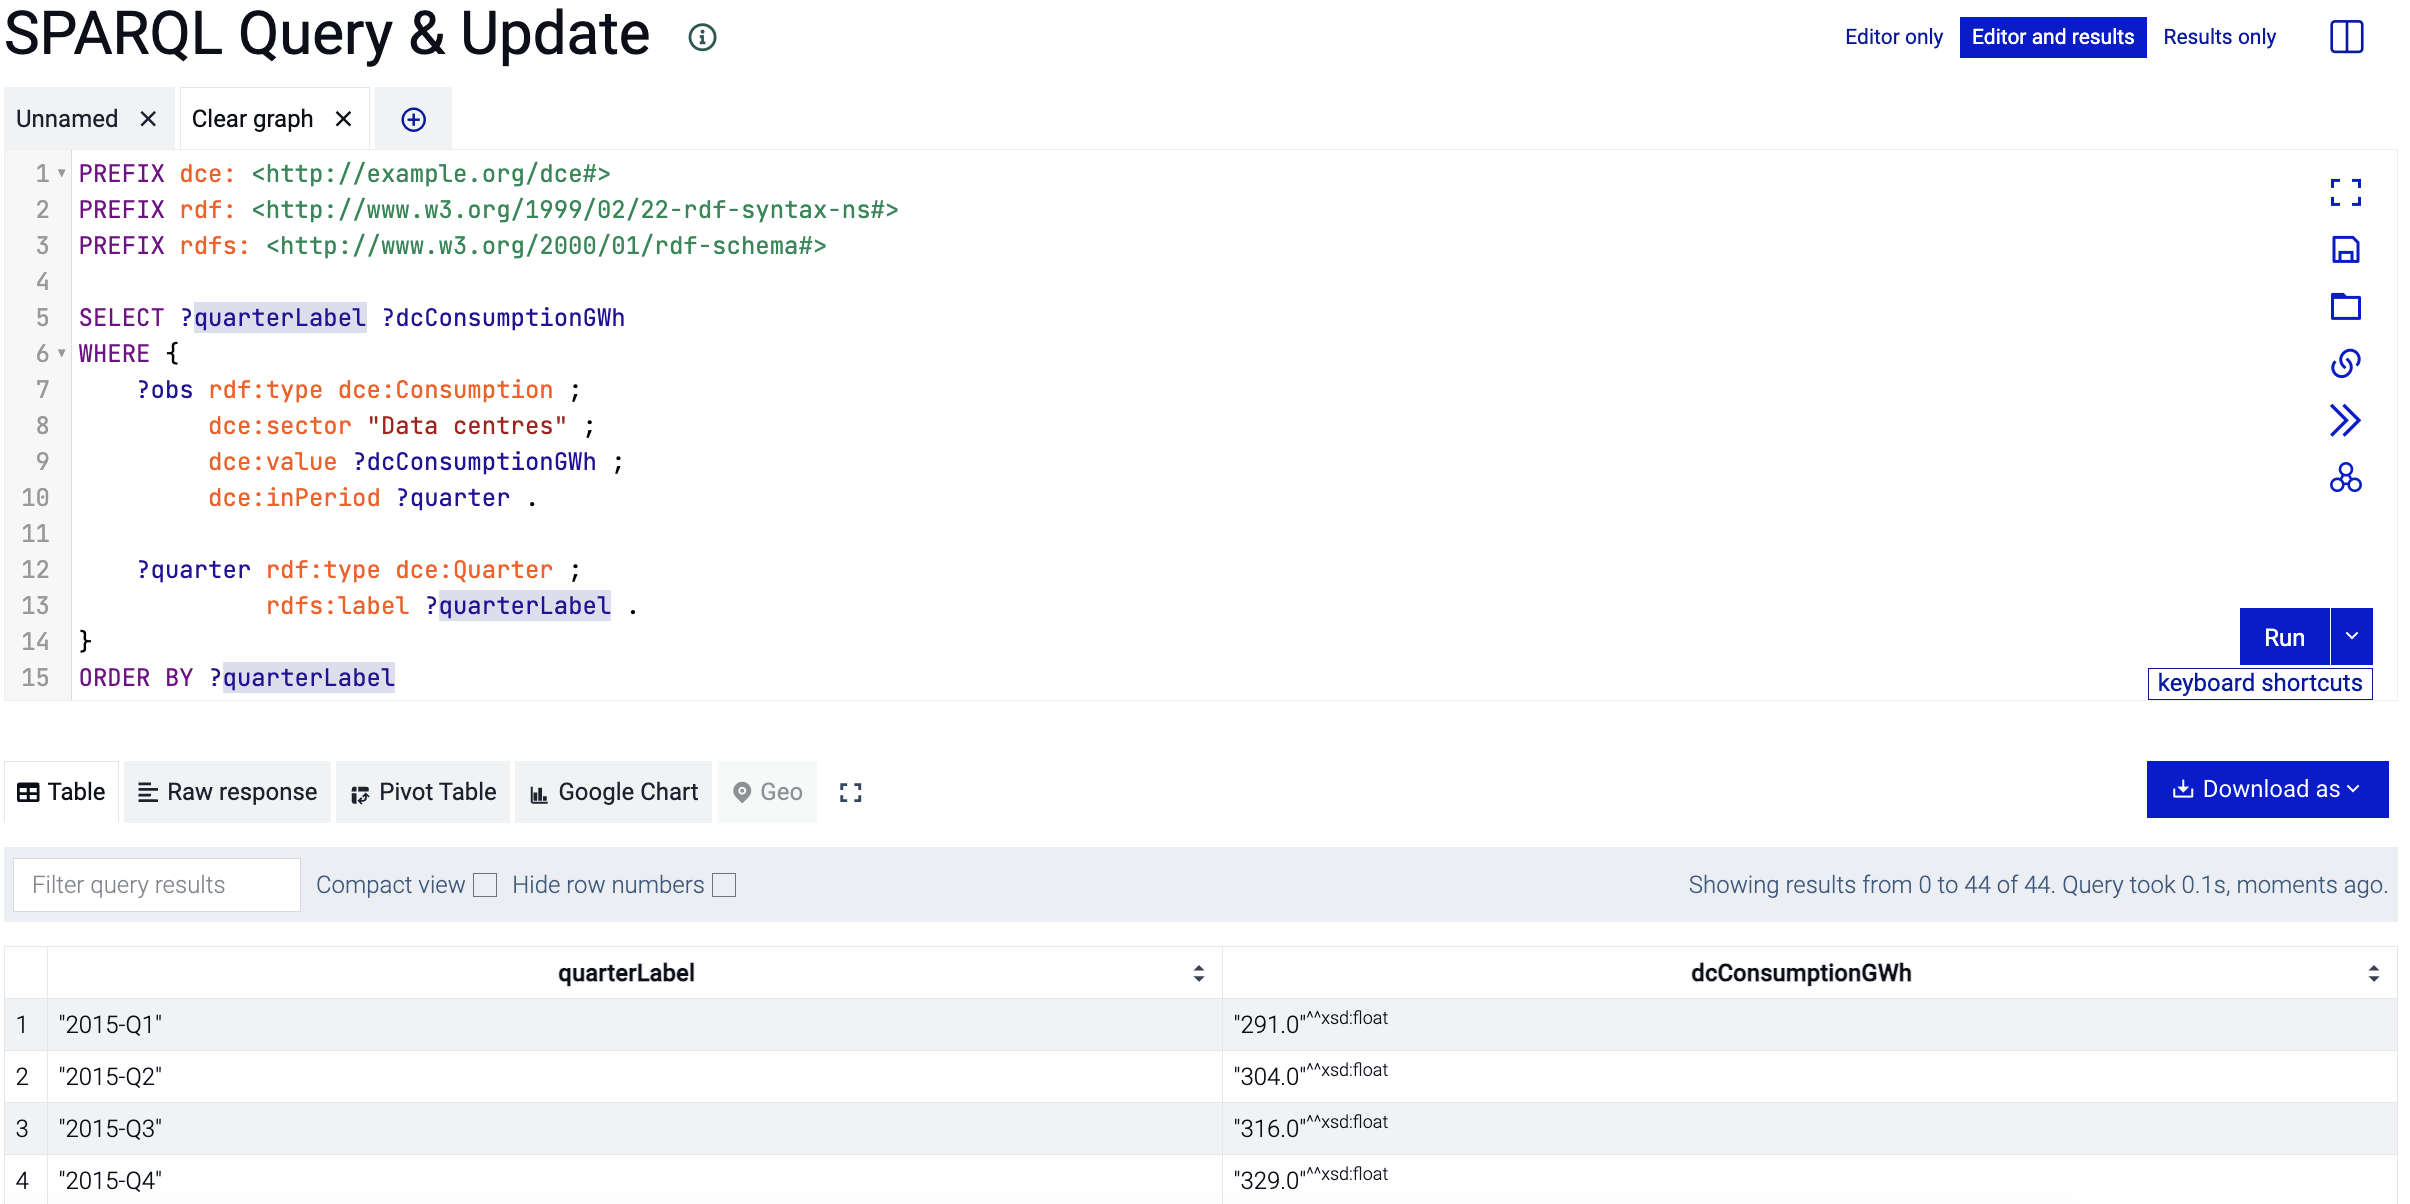 SPARQL Query & Update
Editor only Editor and results Results only
Unnamed × Clear graph ×
1 PREFIX dce: <http://example.org/dce#>
2 PREFIX rdf: <http://www.w3.org/1999/02/22-rdf-syntax-ns#>
3 PREFIX rdfs: <http://www.w3.org/2000/01/rdf-schema#>
4
5 SELECT ?quarterLabel ?dcConsumptionGWh
6 WHERE {
7 ?obs rdf:type dce:Consumption ;
8 dce:sector "Data centres" ;
9 dce:value ?dcConsumptionGWh ;
10 dce:inPeriod ?quarter .
11
12 ?quarter rdf:type dce:Quarter ;
13 rdfs:label ?quarterLabel .
14 }
15 ORDER BY ?quarterLabel
Run
keyboard shortcuts
Table Raw response Pivot Table Google Chart Geo Download as
Filter query results Compact view Hide row numbers Showing results from 0 to 44 of 44. Query took 0.1s, moments ago.
quarterLabel dcConsumptionGWh
1 "2015-Q1" "291.0"^^xsd:float
2 "2015-Q2" "304.0"^^xsd:float
3 "2015-Q3" "316.0"^^xsd:float
4 "2015-Q4" "329.0"^^xsd:float